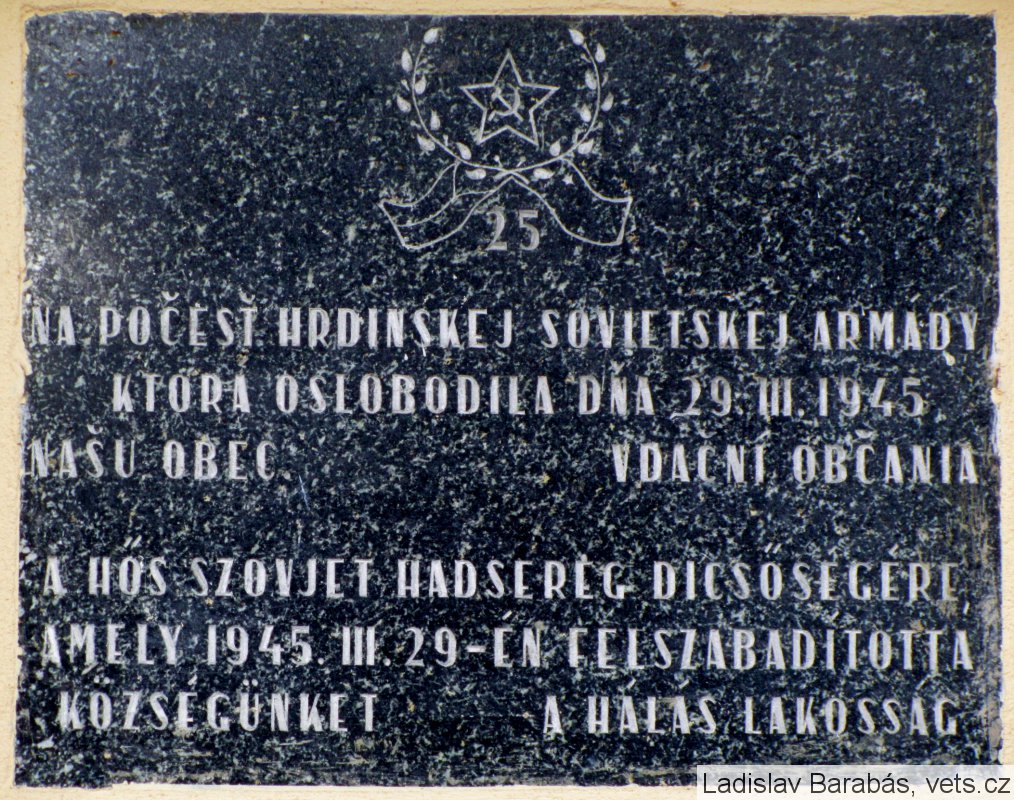 25
NA POČESŤ HRDINSKEJ SOVIETSKEJ ARMÁDY
KTORÁ OSLOBODILA DŇA 29. III. 1945
NAŠU OBEC. VDAČNÍ OBČANIA
A HŐS SZOVJET HADSEREG DICSŐSÉGÉRE,
AMELY 1945. III. 29-ÉN FELSZABADÍTOTTA
KÖZSÉGÜNKET A HÁLÁS LAKOSSÁG
Ladislav Barabás, vets.cz